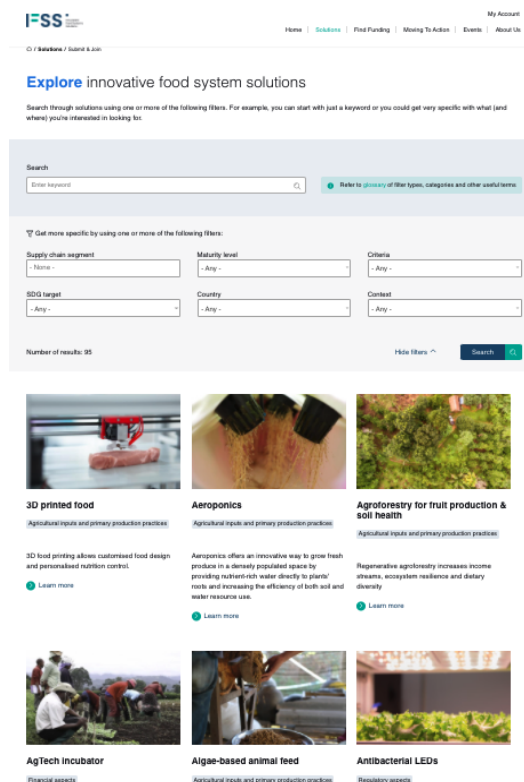 IFSS
My Account
Home | Solutions | Find Funding | Moving To Action | Events | About Us
/ Solutions / Submit & Join
Explore innovative food system solutions
Search through solutions using one or more of the following filters. For example, you can start with just a keyword or you could get very specific with what (and
where) you're interested in looking for.
Search
Enter keyword
Refer to glossary of filter types, categories and other useful terms
Get more specific by using one or more of the following filters:
Supply chain segment
Maturity level
Criteria
- None -
- Any -
- Any -
SDG target
Country
Context
- Any -
- Any -
- Any -
Number of results: 95
Hide filters
Search
3D printed food
Agricultural inputs and primary production practices
3D food printing allows customised food design
and personalised nutrition control.
Learn more
Aeroponics
Agricultural inputs and primary production practices
Aeroponics offers an innovative way to grow fresh
produce in a densely populated space by
providing nutrient-rich water directly to plants'
roots and increasing the efficiency of both soil and
water resource use.
Learn more
Agroforestry for fruit production &
soil health
Agricultural inputs and primary production practices
Regenerative agroforestry increases income
streams, ecosystem resilience and dietary
diversity
Learn more
AgTech incubator
Financial aspects
Algae-based animal feed
Agricultural inputs and primary production practices
Antibacterial LEDs
Regulatory aspects